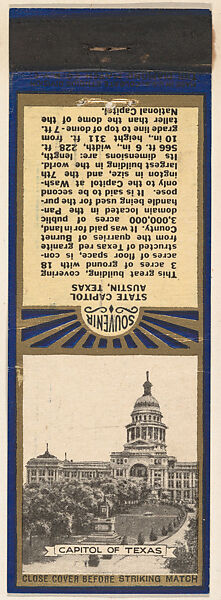 STATE CAPITOL
AUSTIN, TEXAS
This great building, covering
3 acres of ground with 18
acres of floor space, is con-
structed of Texas red granite
from the quarries of Burnet
County. It was paid for in land,
3,000,000 acres of public
domain located in the Pan-
handle being used for the pur-
pose. It is said to be second
only to the Capitol at Wash-
ington in size, and the 7th
largest building in the world.
Its dimensions are: length,
566 ft. 6 in., width, 228 ft.
10 in., height 311 ft. from
grade line to top of dome - 7 ft.
taller than the dome of the
National Capitol.
SOUVENIR
CAPITOL OF TEXAS
CLOSE COVER BEFORE STRIKING MATCH